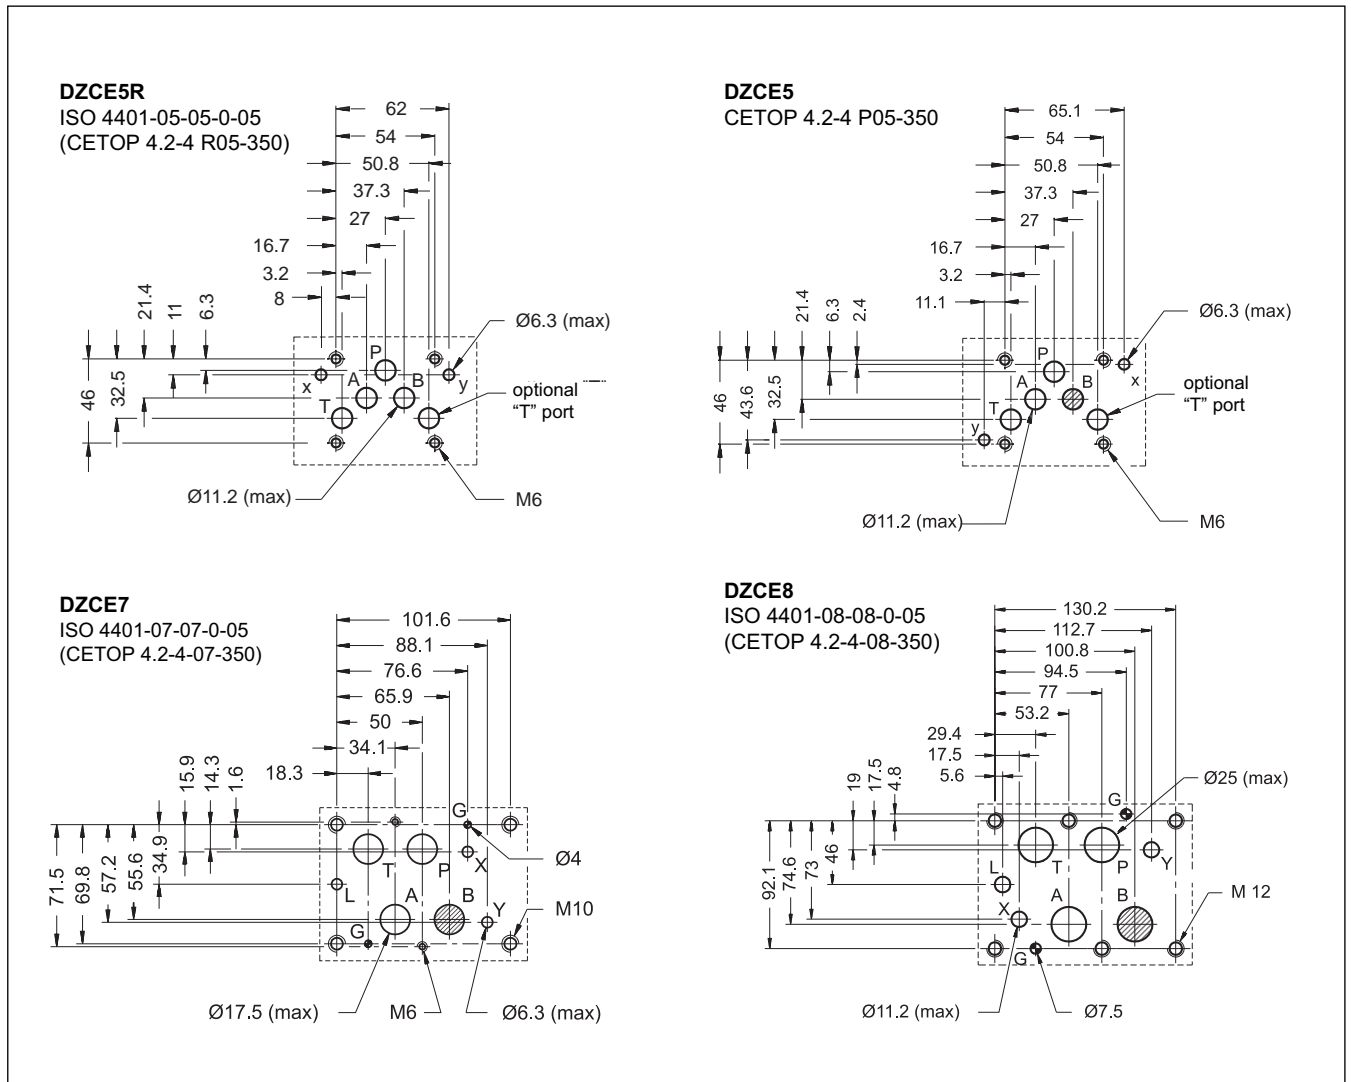 DZCE5R
ISO 4401-05-05-0-05
(CETOP 4.2-4 R05-350)
62
54
50.8
37.3
27
16.7
3.2
8
21.4
11
6.3
46
32.5
P
x
A
B
y
T
Ø6.3 (max)
optional
“T” port
Ø11.2 (max)
M6
DZCE5
CETOP 4.2-4 P05-350
65.1
54
50.8
37.3
27
16.7
3.2
11.1
21.4
6.3
2.4
46
43.6
32.5
P
A
B
x
T
y
Ø6.3 (max)
optional
“T” port
Ø11.2 (max)
M6
DZCE7
ISO 4401-07-07-0-05
(CETOP 4.2-4-07-350)
101.6
88.1
76.6
65.9
50
34.1
18.3
15.9
14.3
1.6
71.5
69.8
57.2
55.6
34.9
G
T
P
X
L
A
B
Y
G
Ø4
M10
Ø17.5 (max)
M6
Ø6.3 (max)
DZCE8
ISO 4401-08-08-0-05
(CETOP 4.2-4-08-350)
130.2
112.7
100.8
94.5
77
53.2
29.4
17.5
5.6
19
17.5
4.8
92.1
74.6
73
46
G
T
P
Y
L
A
B
X
G
Ø25 (max)
M 12
Ø11.2 (max)
Ø7.5